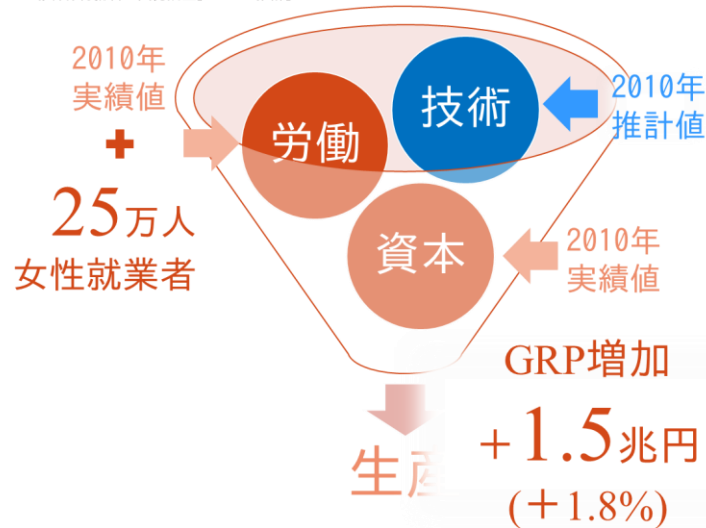 2010年
実績値
+
25万人
女性就業者
労働
技術
2010年
推計値
資本
2010年
実績値
GRP増加
+1.5兆円
(+1.8%)
生産